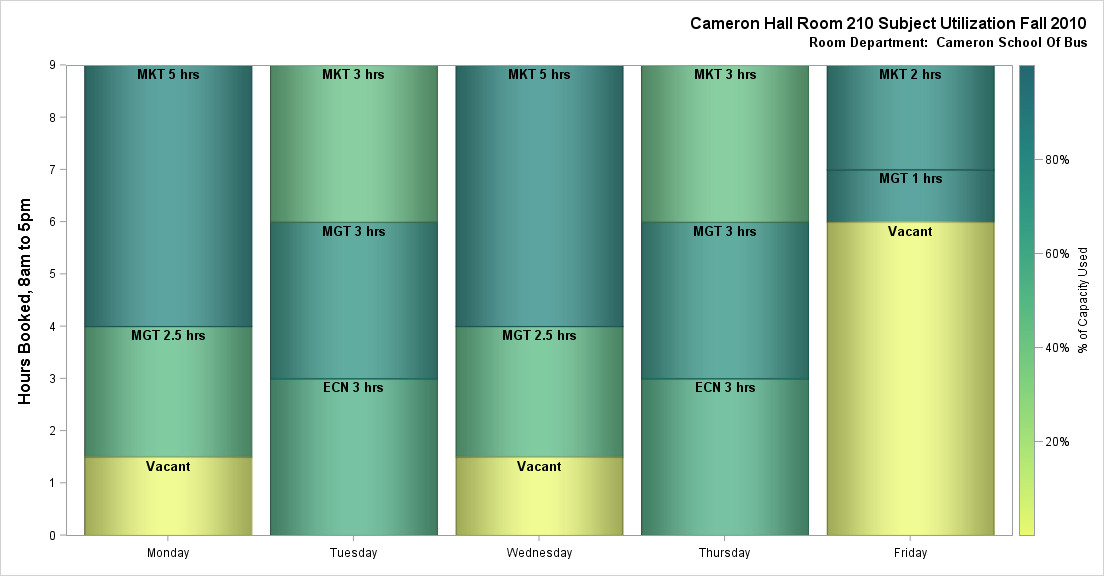 Cameron Hall Room 210 Subject Utilization Fall 2010
Room Department: Cameron School Of Bus
Hours Booked, 8am to 5pm
9
8
7
6
5
4
3
2
1
0
MKT 5 hrs
MGT 2.5 hrs
Vacant
MKT 3 hrs
MGT 3 hrs
ECN 3 hrs
MKT 5 hrs
MGT 2.5 hrs
Vacant
MKT 3 hrs
MGT 3 hrs
ECN 3 hrs
MKT 2 hrs
MGT 1 hrs
Vacant
Monday
Tuesday
Wednesday
Thursday
Friday
80%
60%
40%
20%
% of Capacity Used